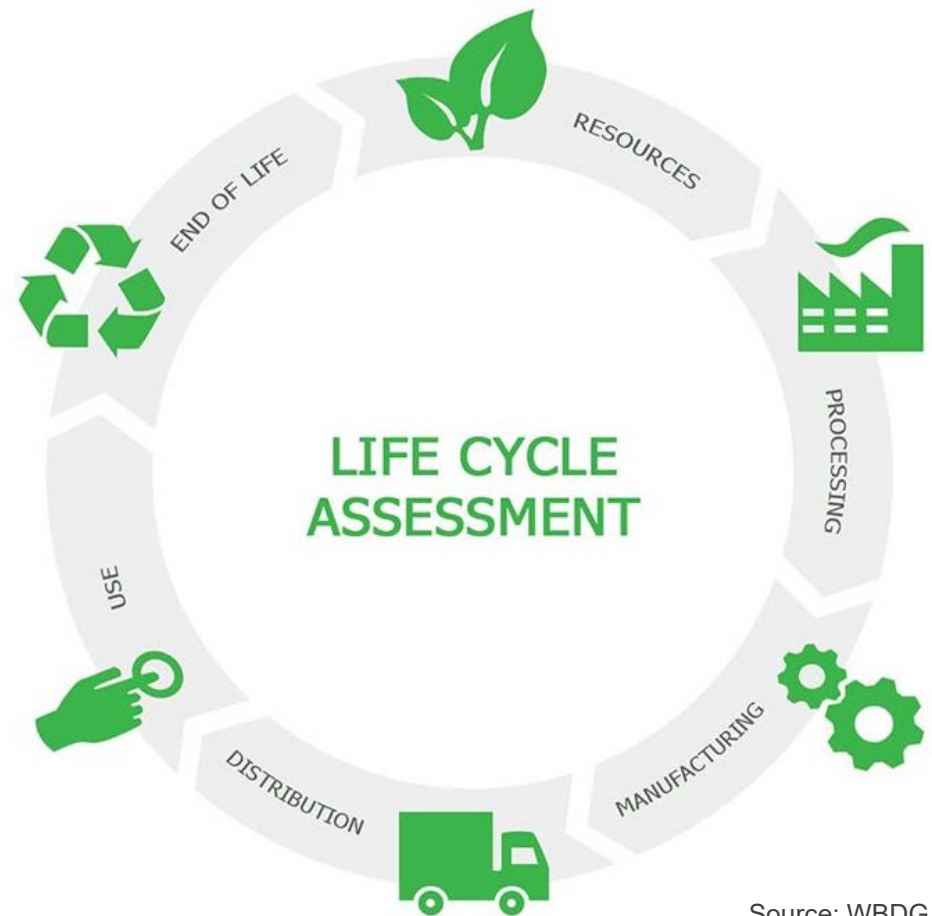 RESOURCES
PROCESSING
MANUFACTURING
DISTRIBUTION
USE
END OF LIFE
LIFE CYCLE
ASSESSMENT
Source: WBDG